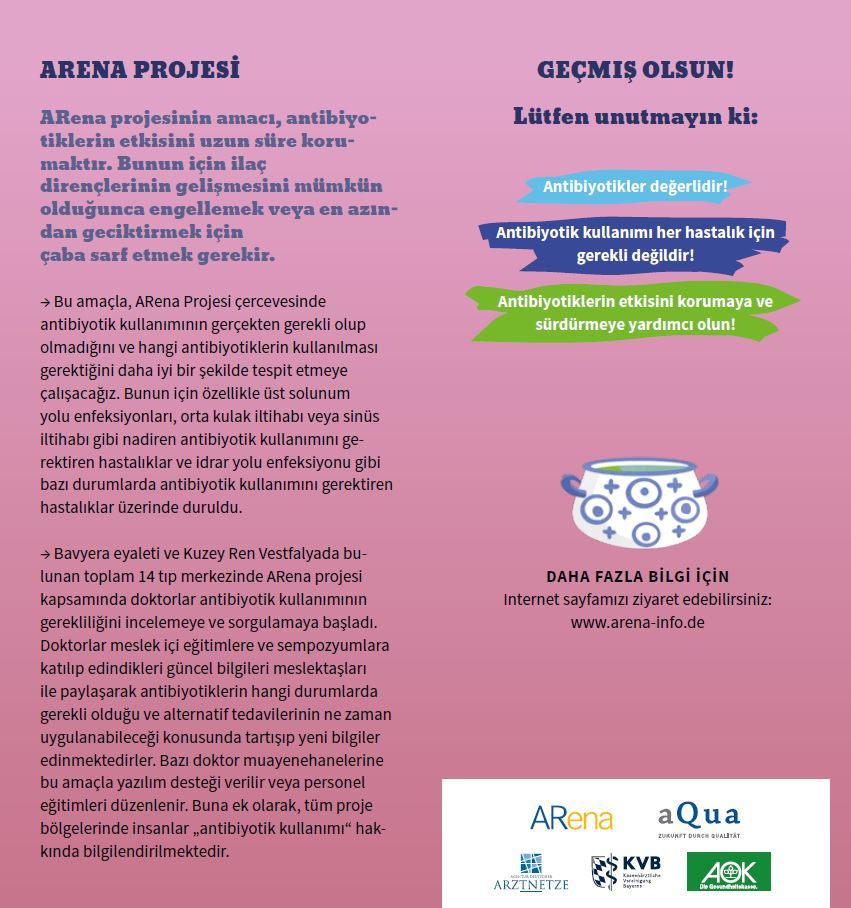 ARENA PROJESİ
ARena projesinin amacı, antibiyo-
tiklerin etkisini uzun süre koru-
maktır. Bunun için ilaç
dirençlerinin gelişmesini mümkün
olduğunca engellemek veya en azın-
dan geciktirmek için
çaba sarf etmek gerekir.
→ Bu amaçla, ARena Projesi çercevesinde
antibiyotik kullanımının gerçekten gerekli olup
olmadığını ve hangi antibiyotiklerin kullanılması
gerektiğini daha iyi bir şekilde tespit etmeye
çalışacağız. Bunun için özellikle üst solunum
yolu enfeksiyonları, orta kulak iltihabı veya sinüs
iltihabı gibi nadiren antibiyotik kullanımını ge-
rektiren hastalıklar ve idrar yolu enfeksiyonu gibi
bazı durumlarda antibiyotik kullanımını gerektiren
hastalıklar üzerinde duruldu.
→ Bavyera eyaleti ve Kuzey Ren Vestfalyada bu-
lunan toplam 14 tıp merkezinde ARena projesi
kapsamında doktorlar antibiyotik kullanımının
gerekliliğini incelemeye ve sorgulamaya başladı.
Doktorlar meslek içi eğitimlere ve sempozyumlara
katılıp edindikleri güncel bilgileri meslektaşları
ile paylaşarak antibiyotiklerin hangi durumlarda
gerekli olduğu ve alternatif tedavilerinin ne zaman
uygulanabileceği konusunda tartışıp yeni bilgiler
edinmektedirler. Bazı doktor muayenehanelerine
bu amaçla yazılım desteği verilir veya personel
eğitimleri düzenlenir. Buna ek olarak, tüm proje
bölgelerinde insanlar „antibiyotik kullanımı“ hak-
kında bilgilendirilmektedir.
GEÇMIŞ OLSUN!
Lütfen unutmayın ki:
Antibiyotikler değerlidir!
Antibiyotik kullanımı her hastalık için
gerekli değildir!
Antibiyotiklerin etkisini korumaya ve
sürdürmeye yardımcı olun!
DAHA FAZLA BİLGİ İÇİN
Internet sayfamızı ziyaret edebilirsiniz:
www.arena-info.de
ARena
aQua
ZUKUNFT DURCH QUALITÄT
AGENTUR DEUTSCHER
ARZTNETZE
KVB
Kassenärztliche
Vereinigung
Bayerns
AOK
Die Gesundheitskasse.